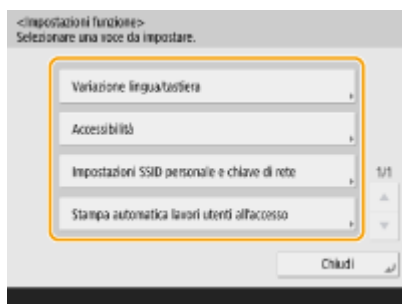 <Impostazioni funzione>
Selezionare una voce da impostare.
Variazione lingua/tastiera
Accessibilità
Impostazioni SSID personale e chiave di rete
1/1
Stampa automatica lavori utenti all'accesso
Chiudi